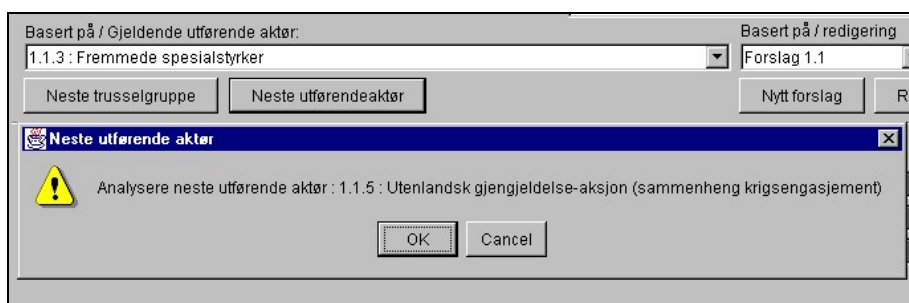 Basert på / Gjeldende utførende aktør:
Basert på / redigering
1.1.3 : Fremmede spesialstyrker
Forslag 1.1
Neste trusselgruppe
Neste utførendeaktør
Nytt forslag
R
Neste utførende aktør
Analysere neste utførende aktør : 1.1.5 : Utenlandsk gjengjeldelse-aksjon (sammenheng krigsengasjement)
OK
Cancel